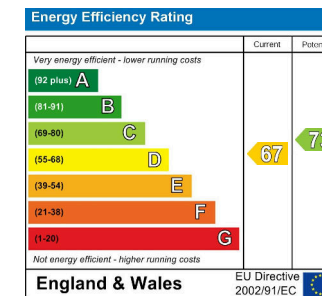 Energy Efficiency Rating
Current
Very energy efficient - lower running costs
(92 plus) A
(81-91) B
(69-80) C
(55-68) D
(39-54) E
(21-38) F
(1-20) G
67
Not energy efficient - higher running costs
England & Wales
EU Directive
2002/91/EC